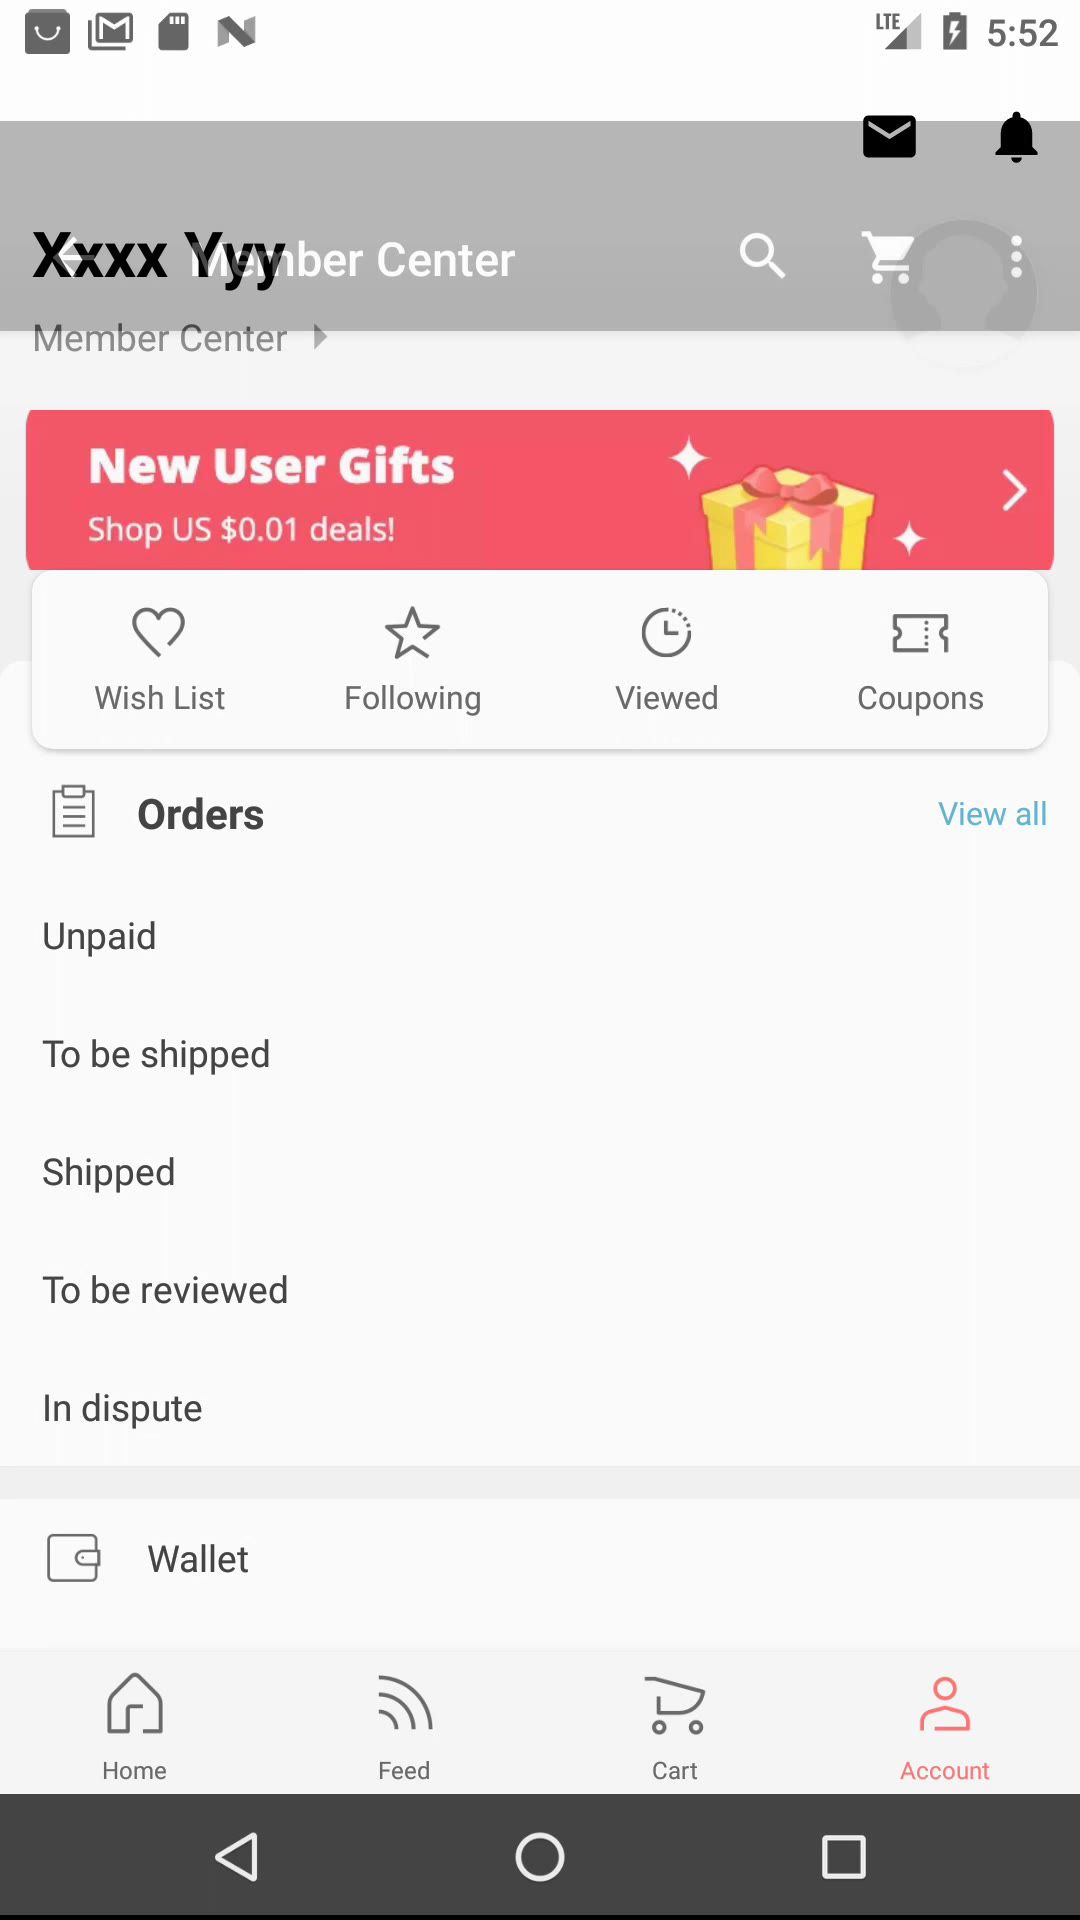 LTE 5:52
Xxxx Yyy
Member Center
Member Center
New User Gifts
Shop US $0.01 deals!
Wish List Following Viewed Coupons
Orders View all
Unpaid
To be shipped
Shipped
To be reviewed
In dispute
Wallet
Home Feed Cart Account